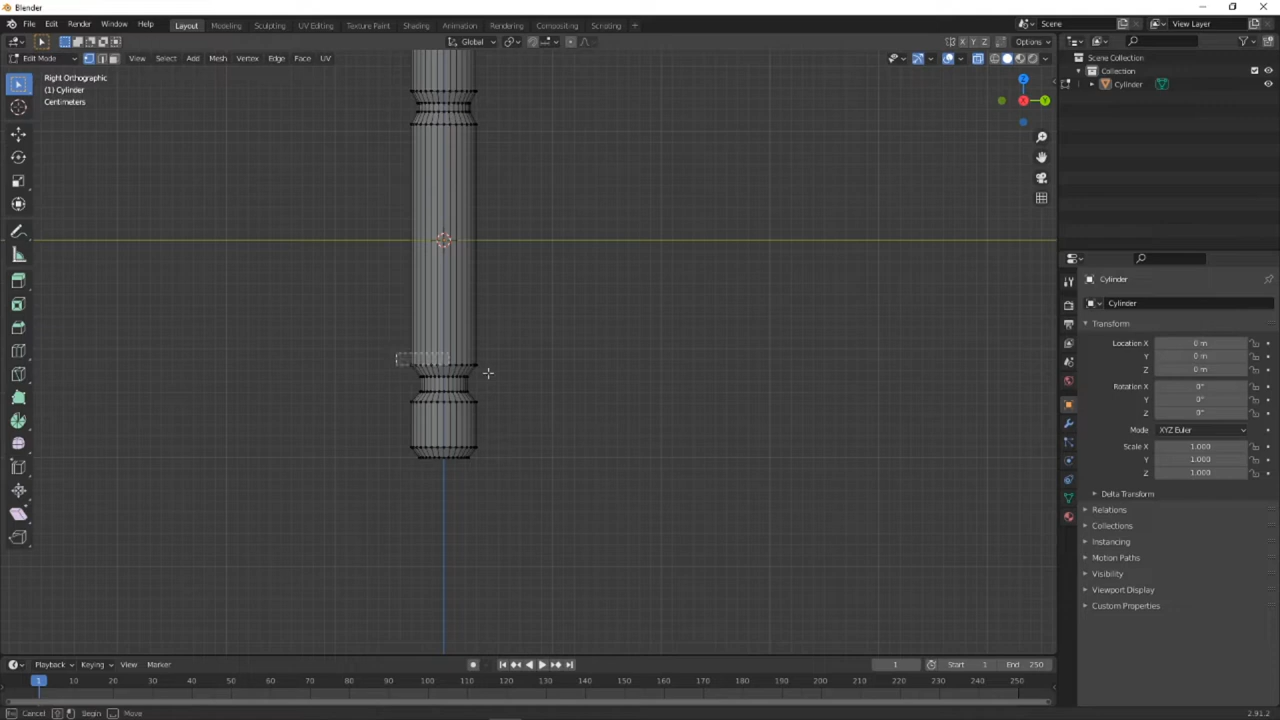 Blender
File Edit Render Window Help
Layout Modeling Sculpting UV Editing Texture Paint Shading Animation Rendering Compositing Scripting +
Scene
View Layer
Global
X Y Z
Options
Edit Mode
View Select Add Mesh Vertex Edge Face UV
Right Orthographic
(1) Cylinder
Centimeters
Z
X
Y
Scene Collection
Collection
Cylinder
Cylinder
Cylinder
Transform
Location X 0 m
Y 0 m
Z 0 m
Rotation X 0°
Y 0°
Z 0°
Mode XYZ Euler
Scale X 1.000
Y 1.000
Z 1.000
Delta Transform
Relations
Collections
Instancing
Motion Paths
Visibility
Viewport Display
Custom Properties
Playback Keying View Marker
1 Start 1 End 250
1 10 20 30 40 50 60 70 80 90 100 110 120 130 140 150 160 170 180 190 200 210 220 230 240 250
Cancel Begin Move
2.91.2